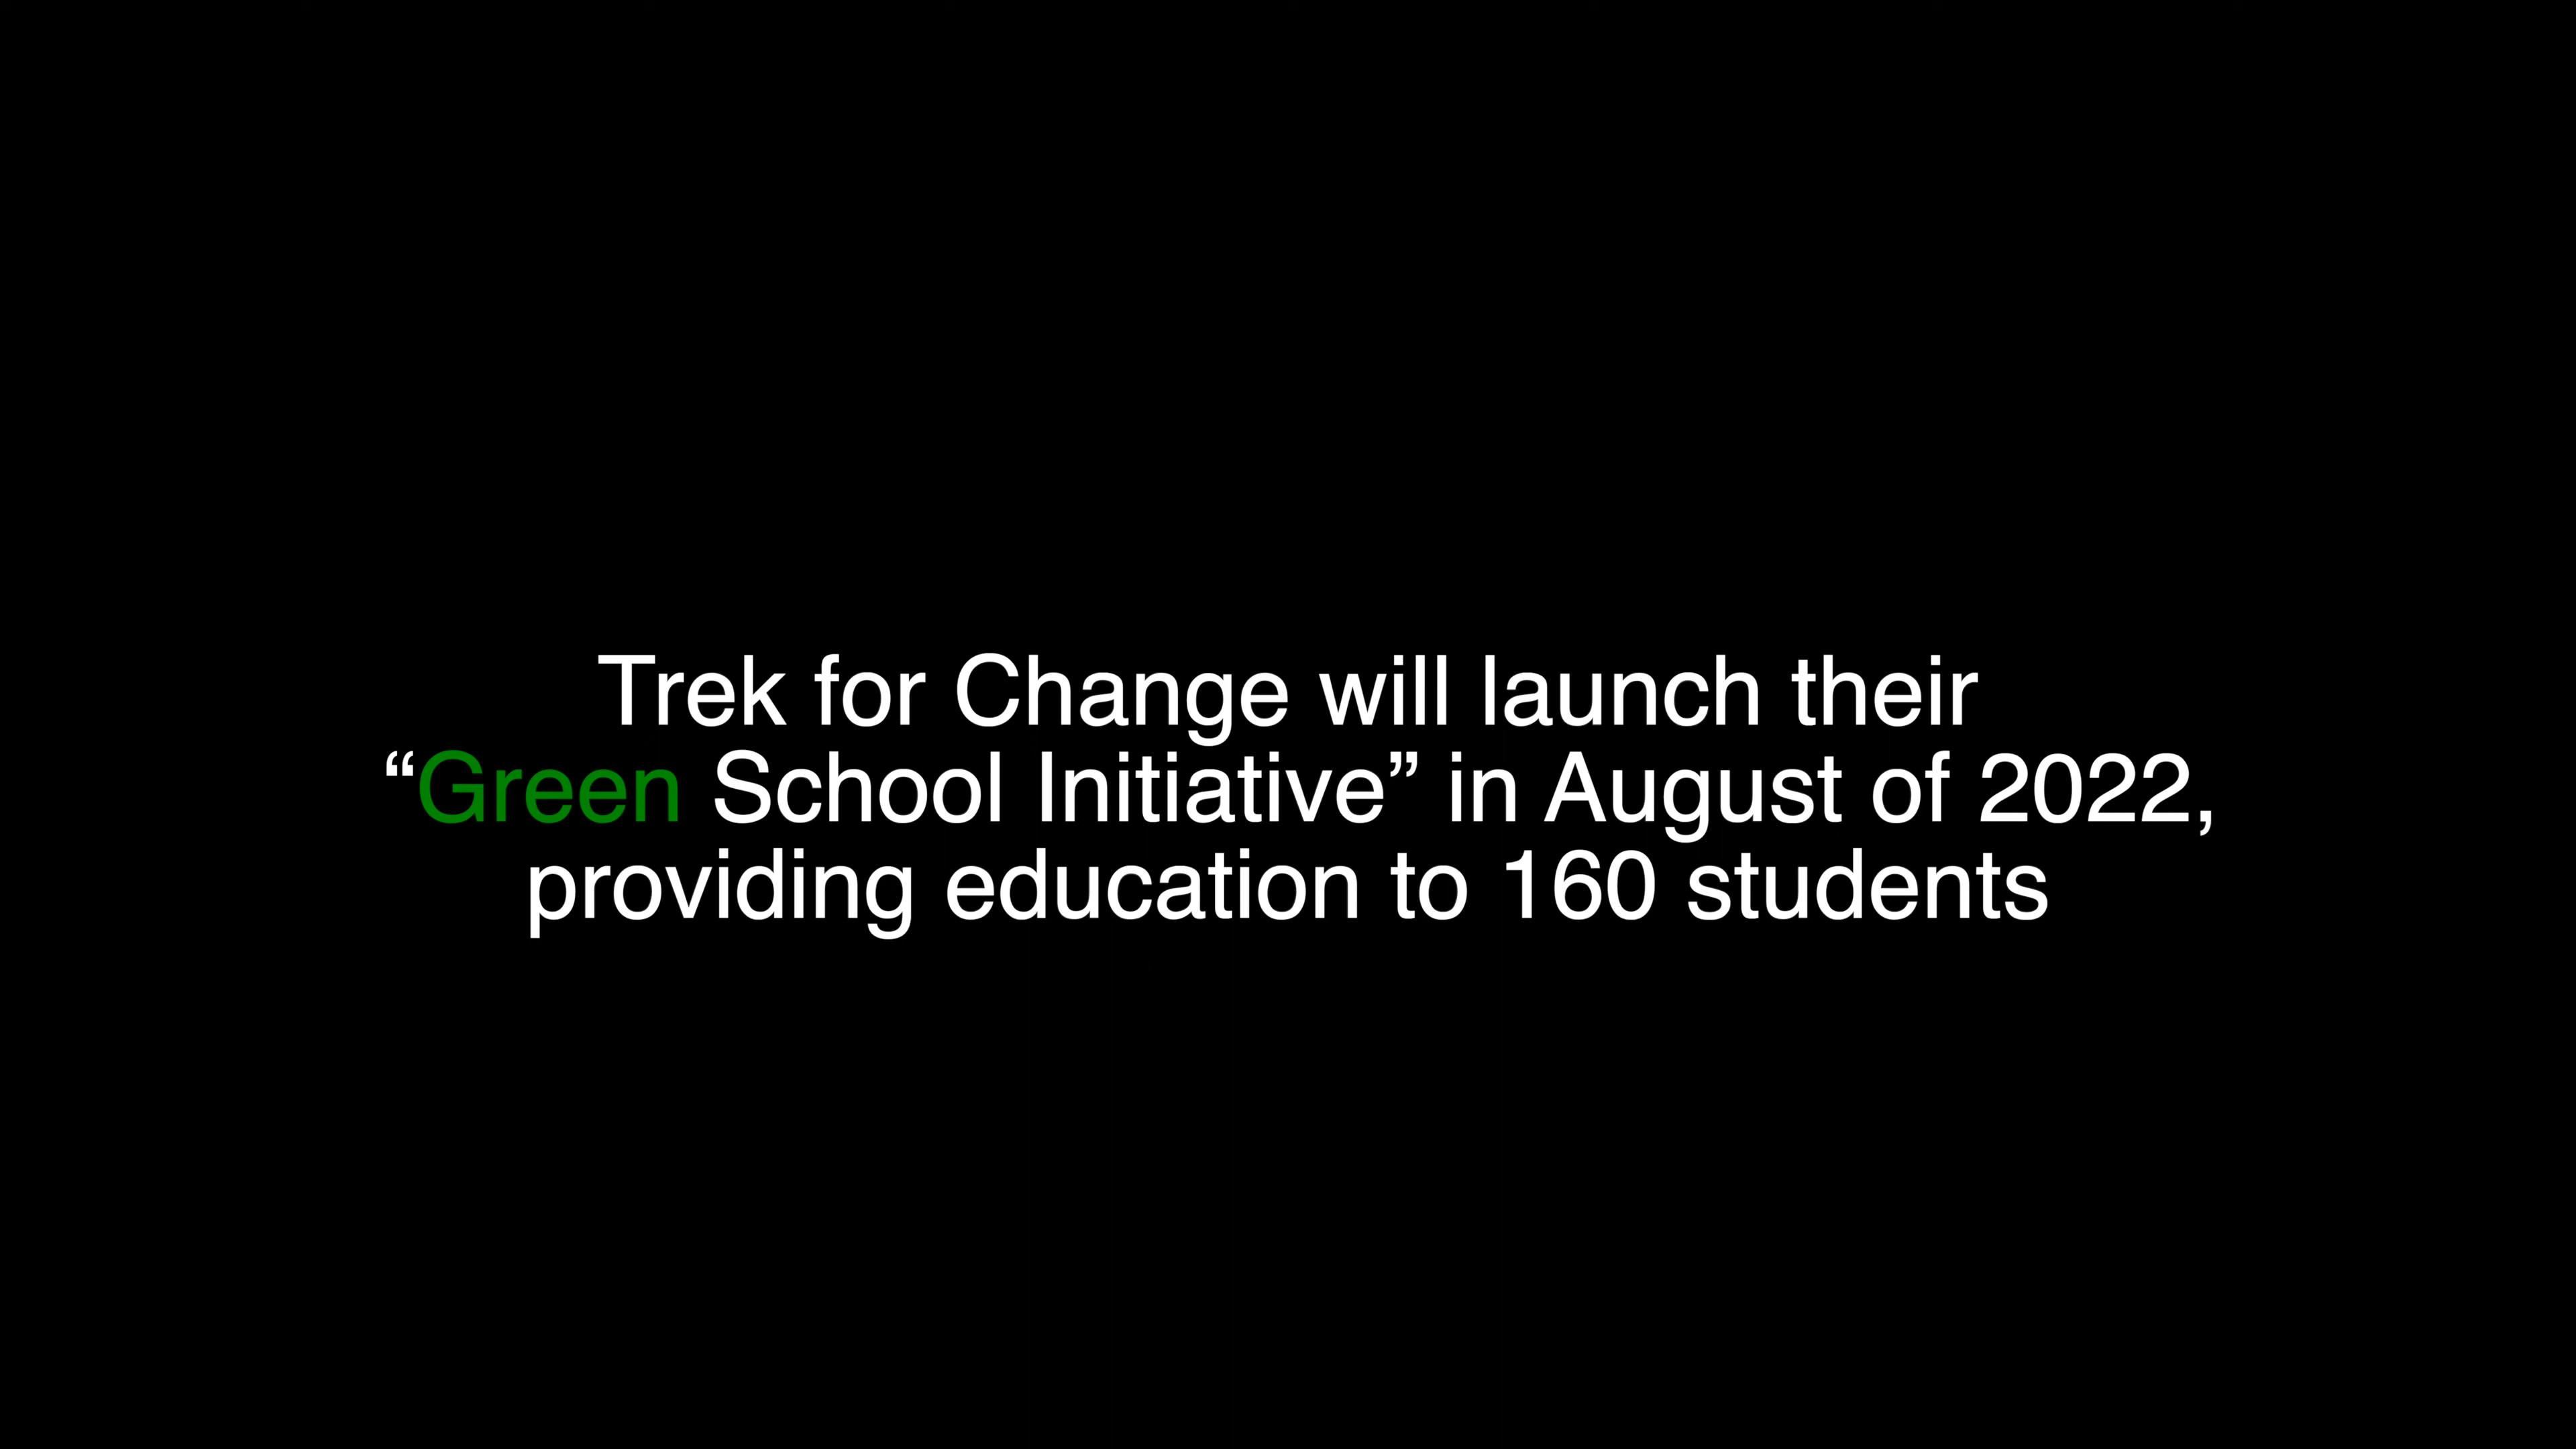 Trek for Change will launch their
“Green School Initiative” in August of 2022,
providing education to 160 students